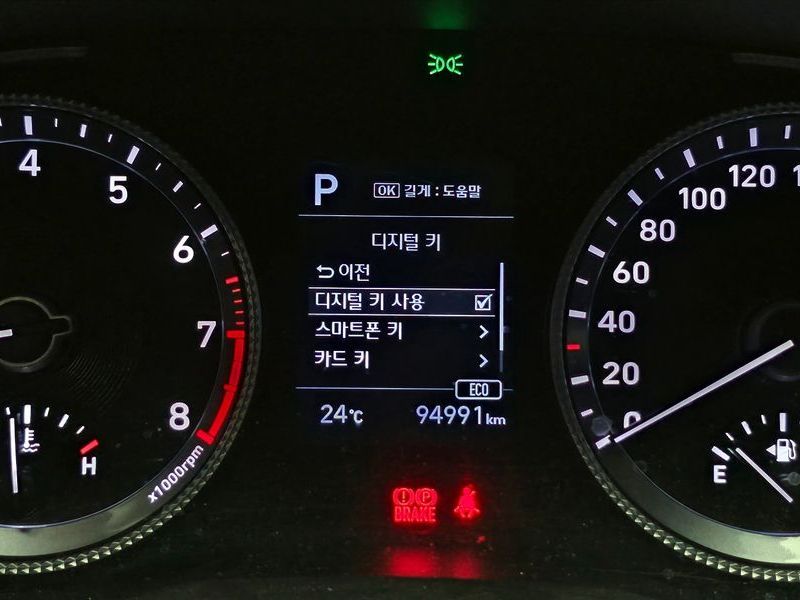 4
5
6
7
8
x1000rpm
H
P
OK 길게 : 도움말
디지털 키
이전
디지털 키 사용
스마트폰 키
카드 키
ECO
24℃
94991km
P
BRAKE
120
100
80
60
40
20
0
E